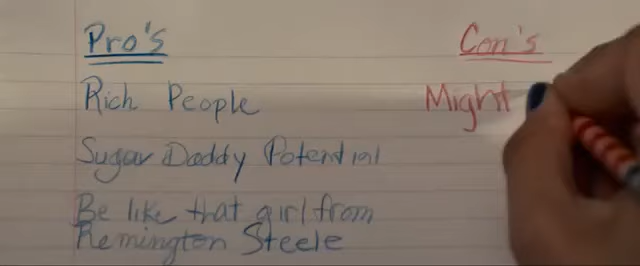 Pro's
Con's
Rich People
Might
Sugar Daddy Potential
Be like that girl from
Remington Steele